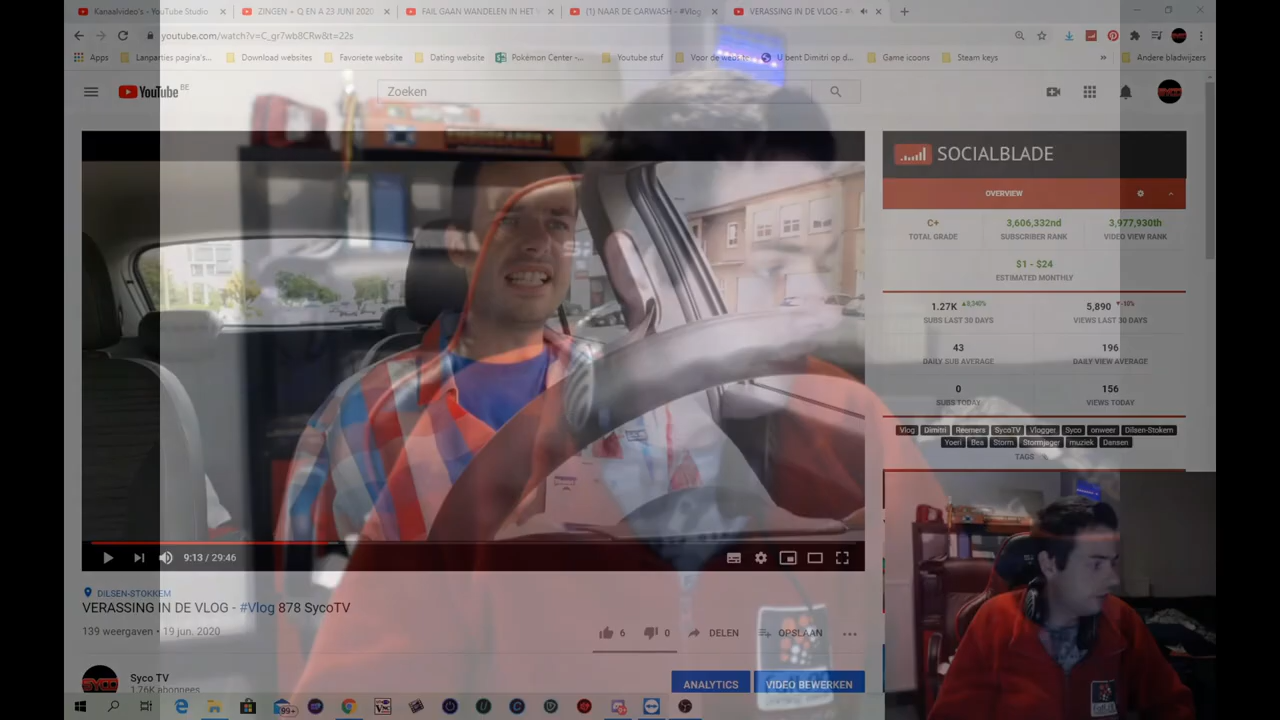 Kanaalvideo's - YouTube Studio
ZINGEN + Q EN A 23 JUNI 2020
FAIL GAAN WANDELEN IN HET V
(1) NAAR DE CARWASH - #Vlog
VERASSING IN DE VLOG - #V
youtube.com/watch?v=C_gr7wb8CRw&t=22s
Apps
Lanparties pagina's...
Download websites
Favoriete website
Dating website
Pokémon Center -...
Youtube stuf
Voor de website
U bent Dimitri op d...
Game icoons
Steam keys
»
Andere bladwijzers
YouTube BE
Zoeken
SOCIALBLADE
OVERVIEW
C+ 3,606,332nd 3,977,930th
TOTAL GRADE SUBSCRIBER RANK VIDEO VIEW RANK
$1 - $24
ESTIMATED MONTHLY
1.27K 5,890
SUBS LAST 30 DAYS VIEWS LAST 30 DAYS
43 196
DAILY SUB AVERAGE DAILY VIEW AVERAGE
0 156
SUBS TODAY VIEWS TODAY
Vlog Dimitri Reemers SycoTV Vlogger Syco onweer Dilsen-Stokem
Yoeri Bea Storm Stormjager muziek Dansen
TAGS
9:13 / 29:46
DILSEN-STOKKEM
VERASSING IN DE VLOG - #Vlog 878 SycoTV
139 weergaven • 19 jun. 2020
6 0 DELEN OPSLAAN
SYCO
Syco TV
1,76K abonnees
ANALYTICS VIDEO BEWERKEN
99+